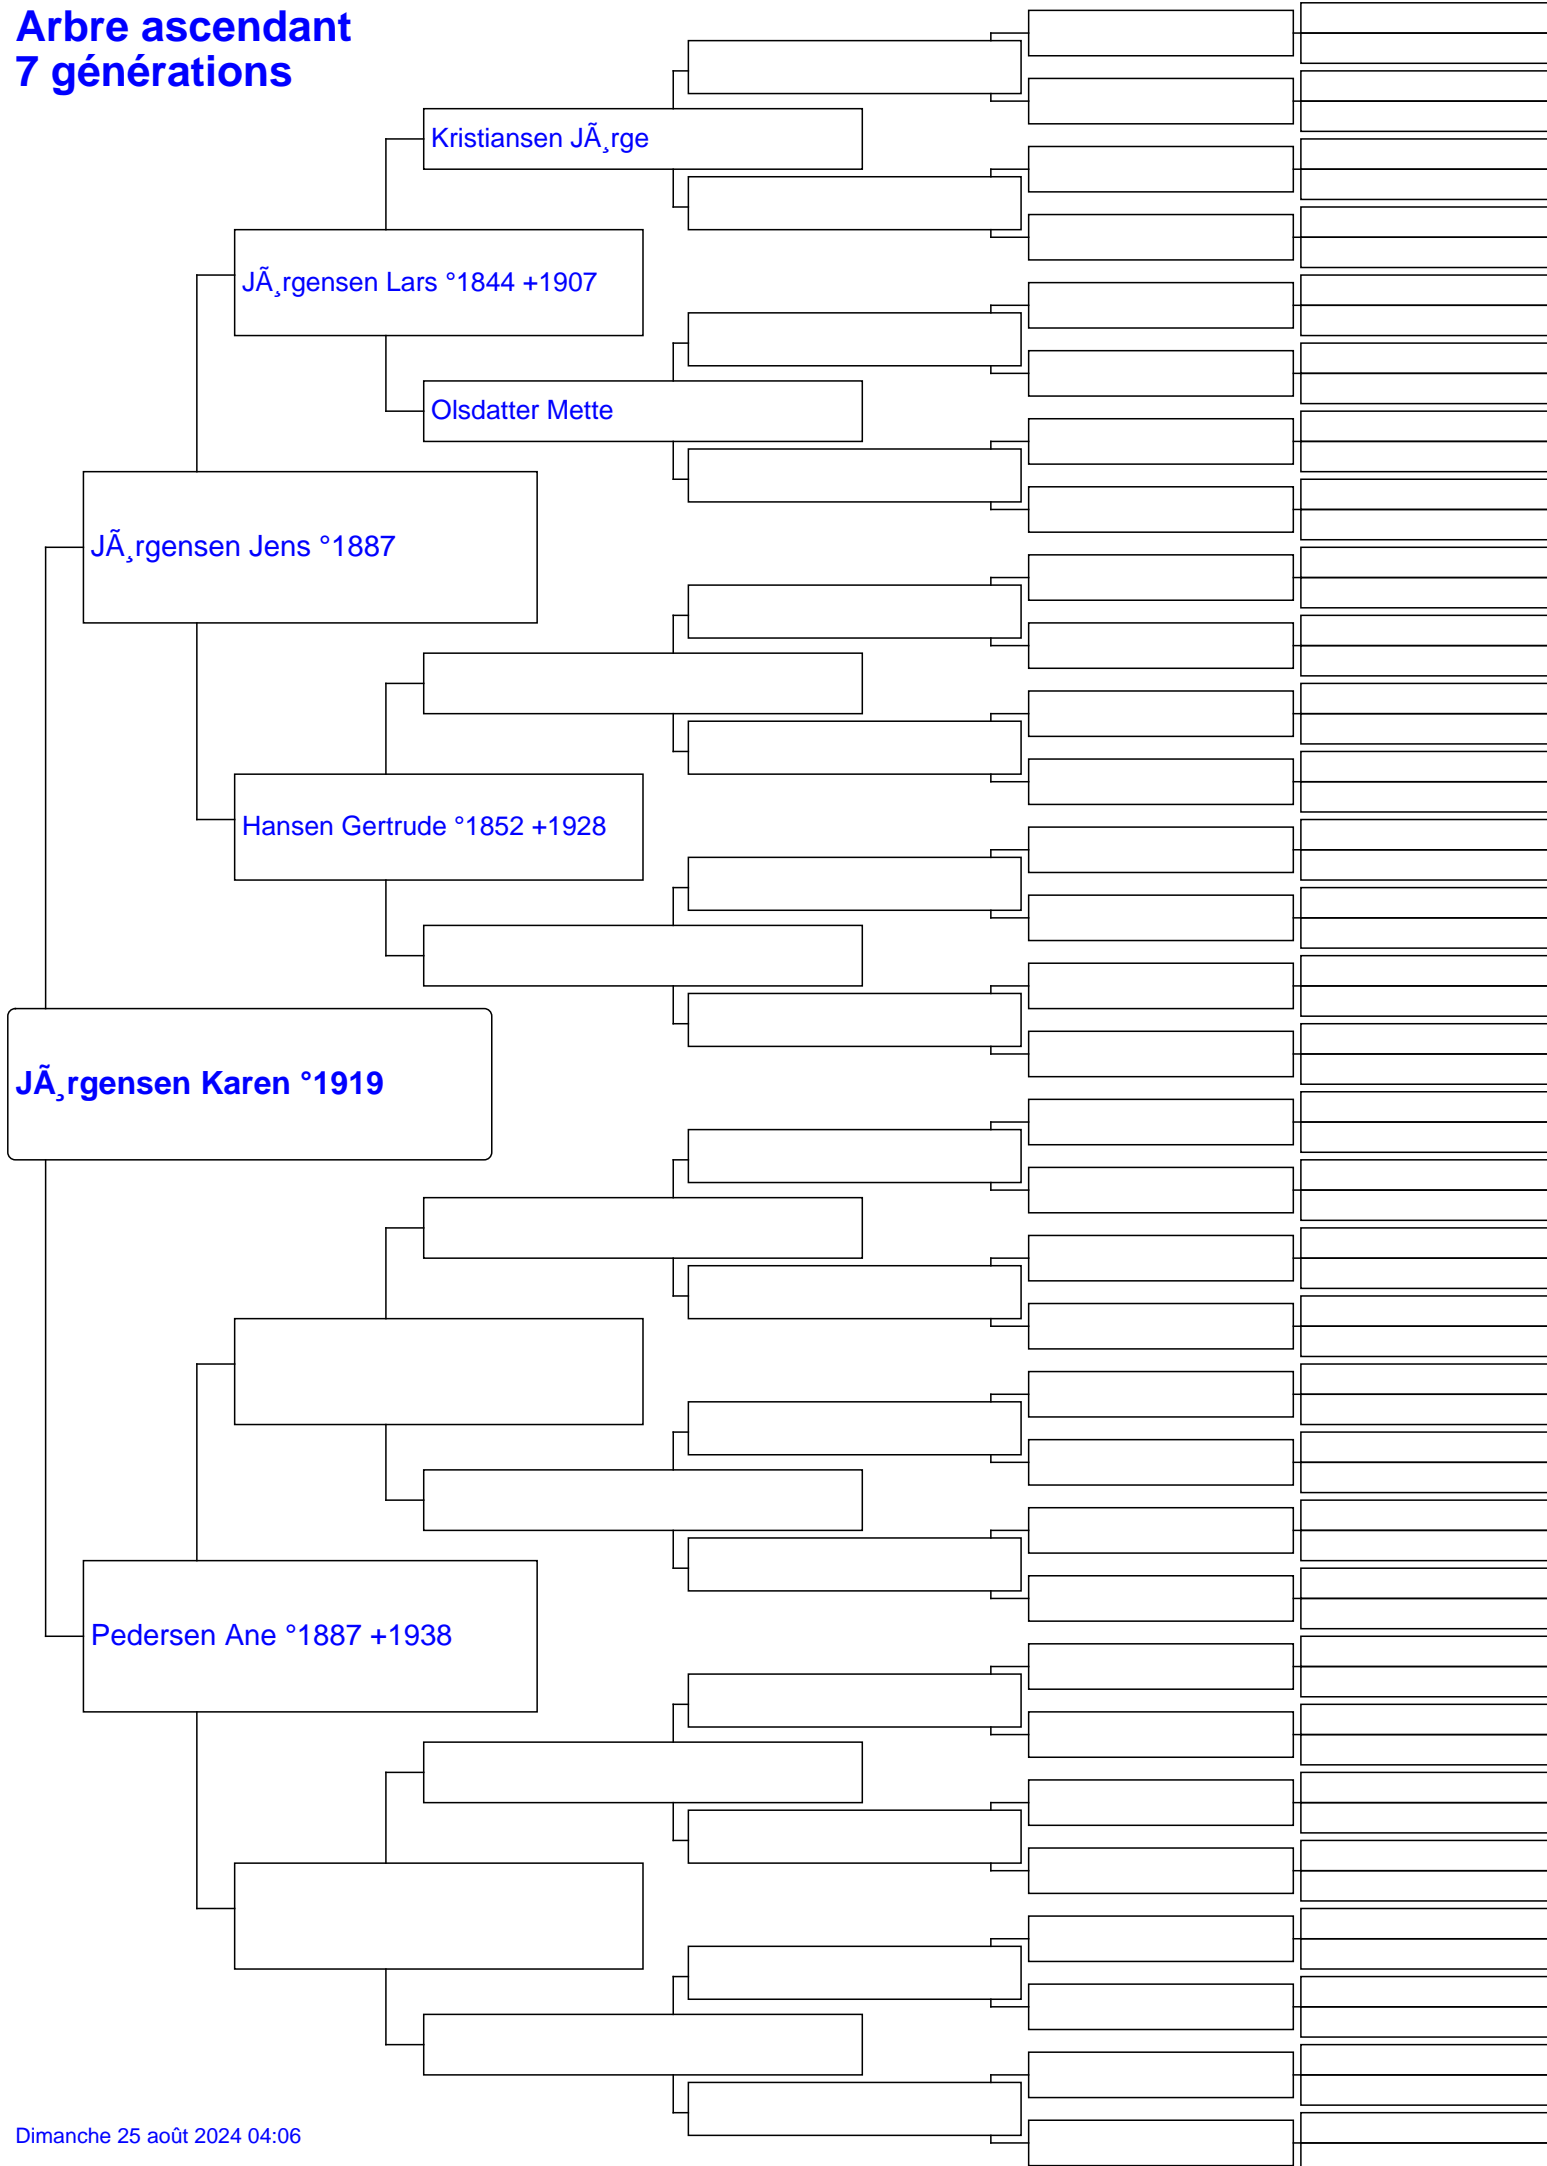 Arbre ascendant
7 générations
Kristiansen JÃ¸rge
JÃ¸rgensen Lars °1844 +1907
Olsdatter Mette
JÃ¸rgensen Jens °1887
Hansen Gertrude °1852 +1928
JÃ¸rgensen Karen °1919
Pedersen Ane °1887 +1938
Dimanche 25 août 2024 04:06